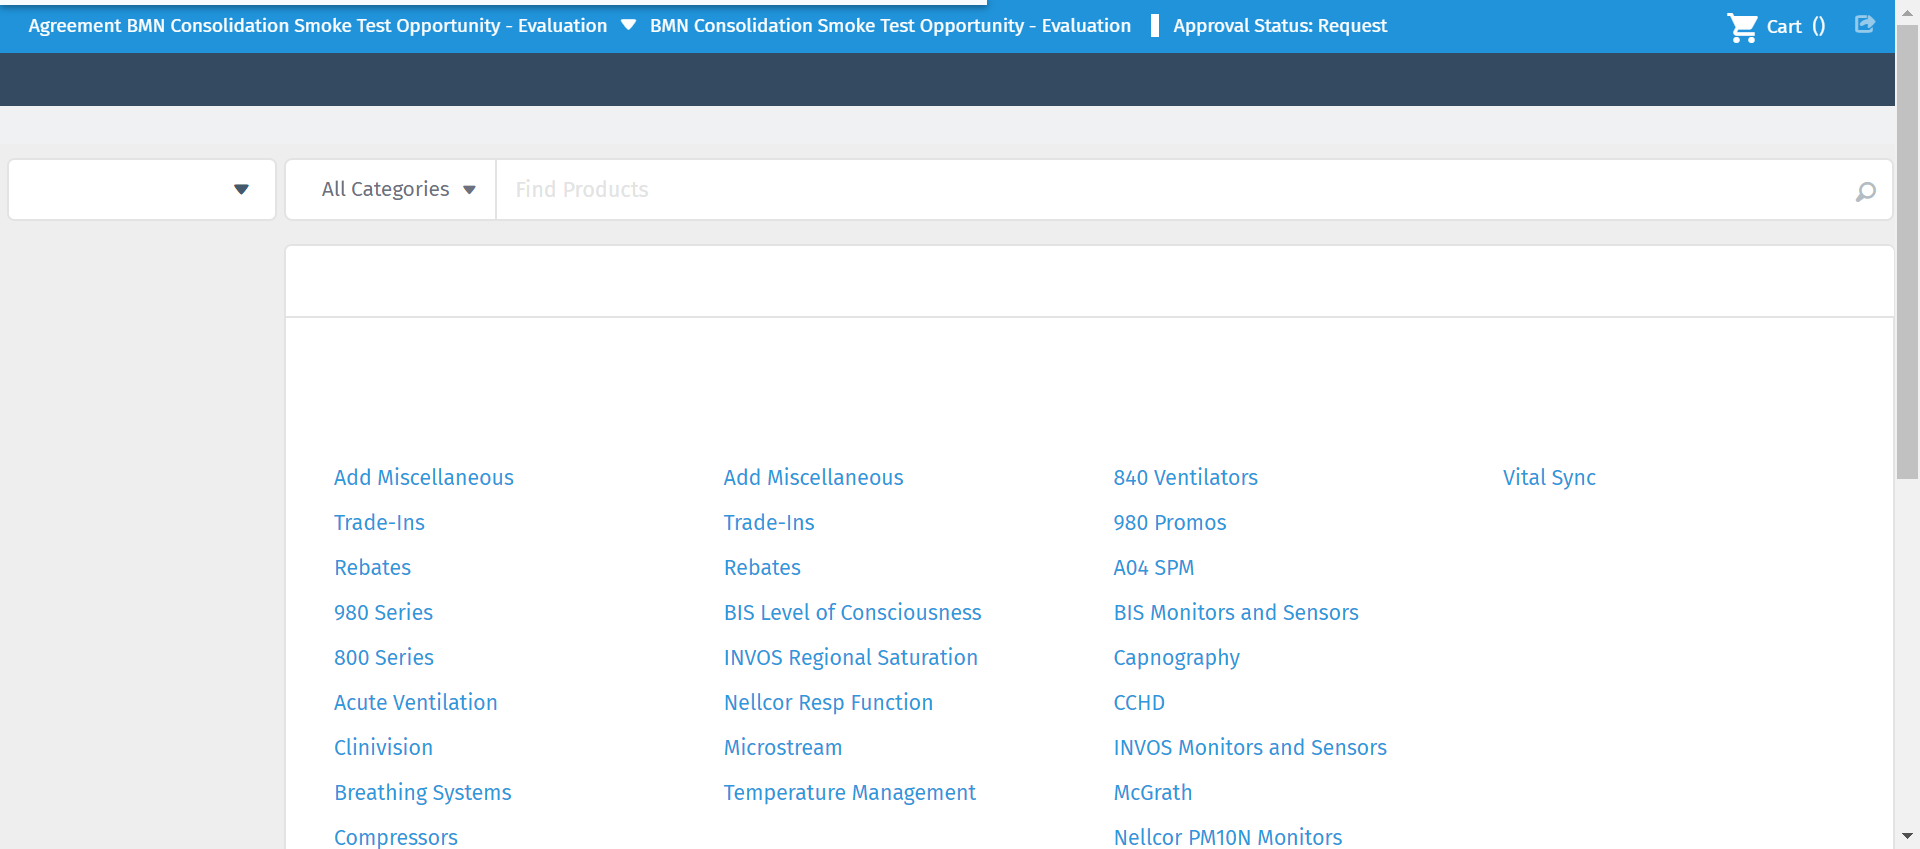 Agreement BMN Consolidation Smoke Test Opportunity - Evaluation BMN Consolidation Smoke Test Opportunity - Evaluation Approval Status: Request Cart ()
All Categories Find Products
Add Miscellaneous Add Miscellaneous 840 Ventilators Vital Sync
Trade-Ins Trade-Ins 980 Promos
Rebates Rebates A04 SPM
980 Series BIS Level of Consciousness BIS Monitors and Sensors
800 Series INVOS Regional Saturation Capnography
Acute Ventilation Nellcor Resp Function CCHD
Clinivision Microstream INVOS Monitors and Sensors
Breathing Systems Temperature Management McGrath
Compressors Nellcor PM10N Monitors